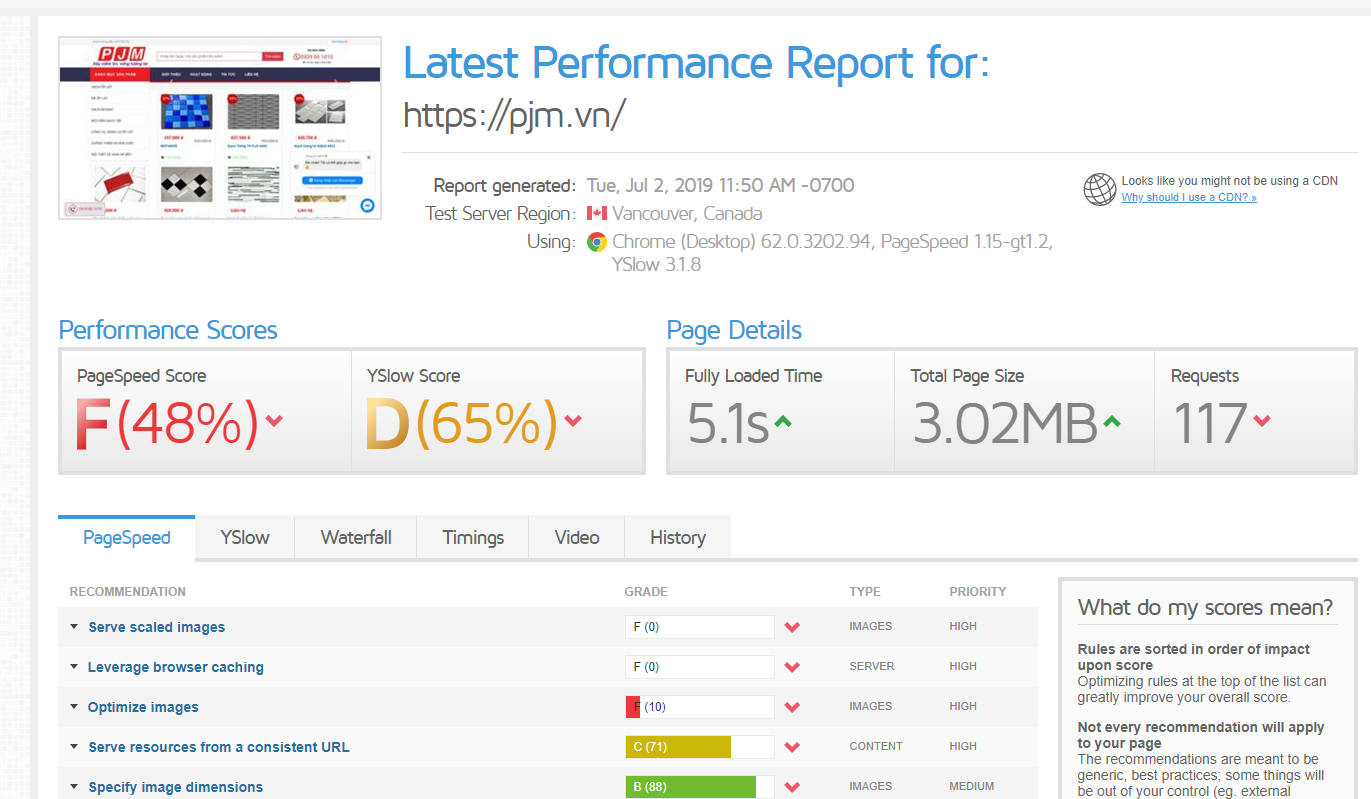 PJM
Latest Performance Report for:
https://pjm.vn/
Report generated: Tue, Jul 2, 2019 11:50 AM -0700
Test Server Region: Vancouver, Canada
Using: Chrome (Desktop) 62.0.3202.94, PageSpeed 1.15-gt1.2,
YSlow 3.1.8
Looks like you might not be using a CDN
Why should I use a CDN? »
Performance Scores
PageSpeed Score
F(48%)
YSlow Score
D(65%)
Page Details
Fully Loaded Time
5.1s
Total Page Size
3.02MB
Requests
117
PageSpeed
YSlow
Waterfall
Timings
Video
History
RECOMMENDATION GRADE TYPE PRIORITY
Serve scaled images F (0) IMAGES HIGH
Leverage browser caching F (0) SERVER HIGH
Optimize images F (10) IMAGES HIGH
Serve resources from a consistent URL C (71) CONTENT HIGH
Specify image dimensions B (88) IMAGES MEDIUM
What do my scores mean?
Rules are sorted in order of impact
upon score
Optimizing rules at the top of the list can
greatly improve your overall score.
Not every recommendation will apply
to your page
The recommendations are meant to be
generic, best practices; some things will
be out of your control (eg. external